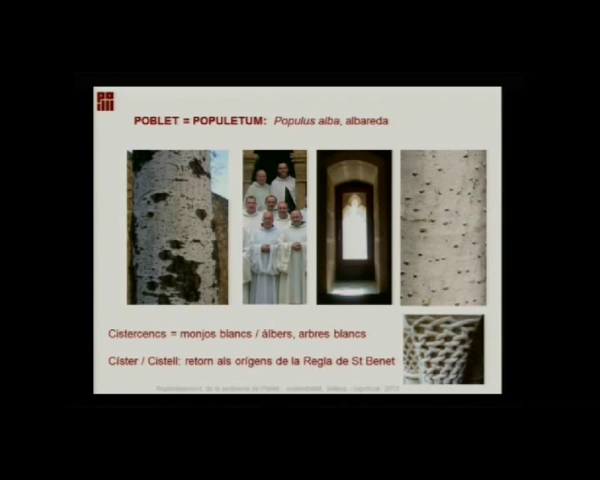 POBLET = POPULETUM: Populus alba, albareda
Cistercencs = monjos blancs / àlbers, arbres blancs
Císter / Cistell: retorn als orígens de la Regla de St Benet